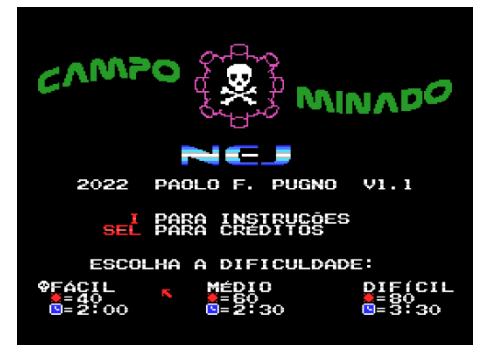 CAMPO MINADO
NEJ
2022 PAOLO F. PUGNO V1.1
I PARA INSTRUCÕES
SEL PARA CRÉDITOS
ESCOLHA A DIFICULDADE:
FÁCIL MÉDIO DIFÍCIL
=40 =60 =80
=2:00 =2:30 =3:30